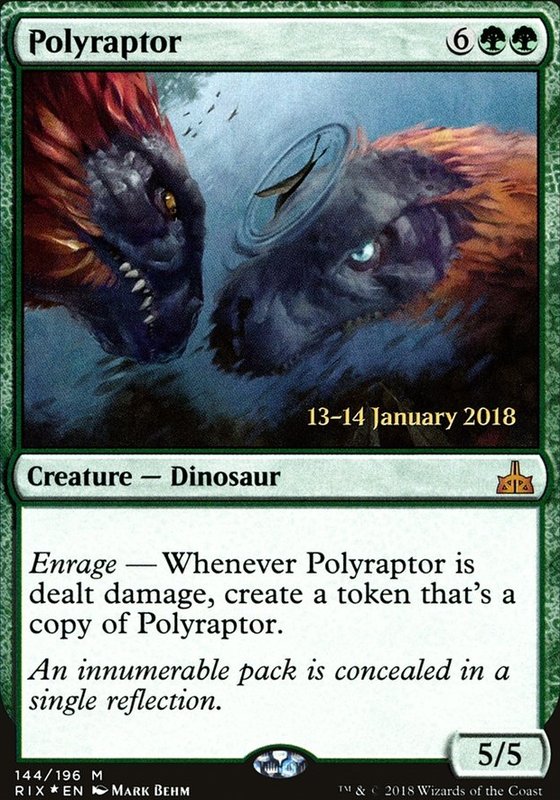 Polyraptor 6
13–14 January 2018
Creature — Dinosaur
Enrage — Whenever Polyraptor is
dealt damage, create a token that's a
copy of Polyraptor.
An innumerable pack is concealed in a
single reflection.
5/5
144/196 M
RIX★EN Mark Behm
™ & © 2018 Wizards of the Coast